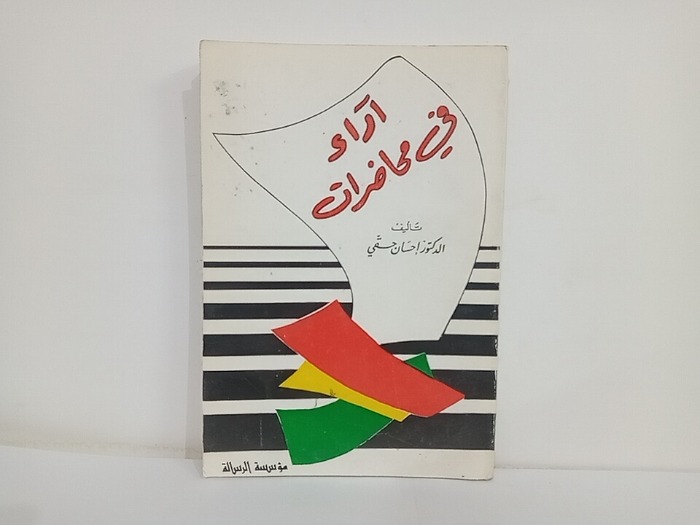 آراء
في محاضرات
تأليف
الدكتور إحسان حقي
مؤسسة الرسالة